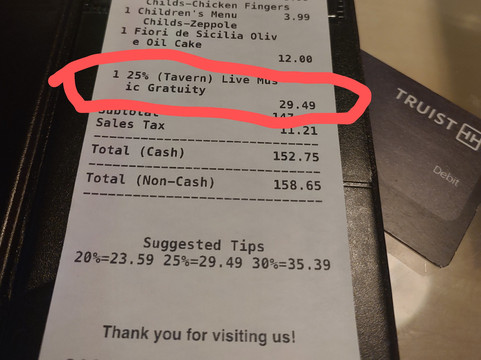 Childs-Chicken Fingers
1 Children's Menu 3.99
Childs-Zeppole
1 Fiori de Sicilia Oliv
e Oil Cake
12.00
1 25% (Tavern) Live Mus
ic Gratuity
29.49
Subtotal
Sales Tax 11.21
Total (Cash) 152.75
Total (Non-Cash) 158.65
Suggested Tips
20%=23.59 25%=29.49 30%=35.39
Thank you for visiting us!
TRUIST
Debit